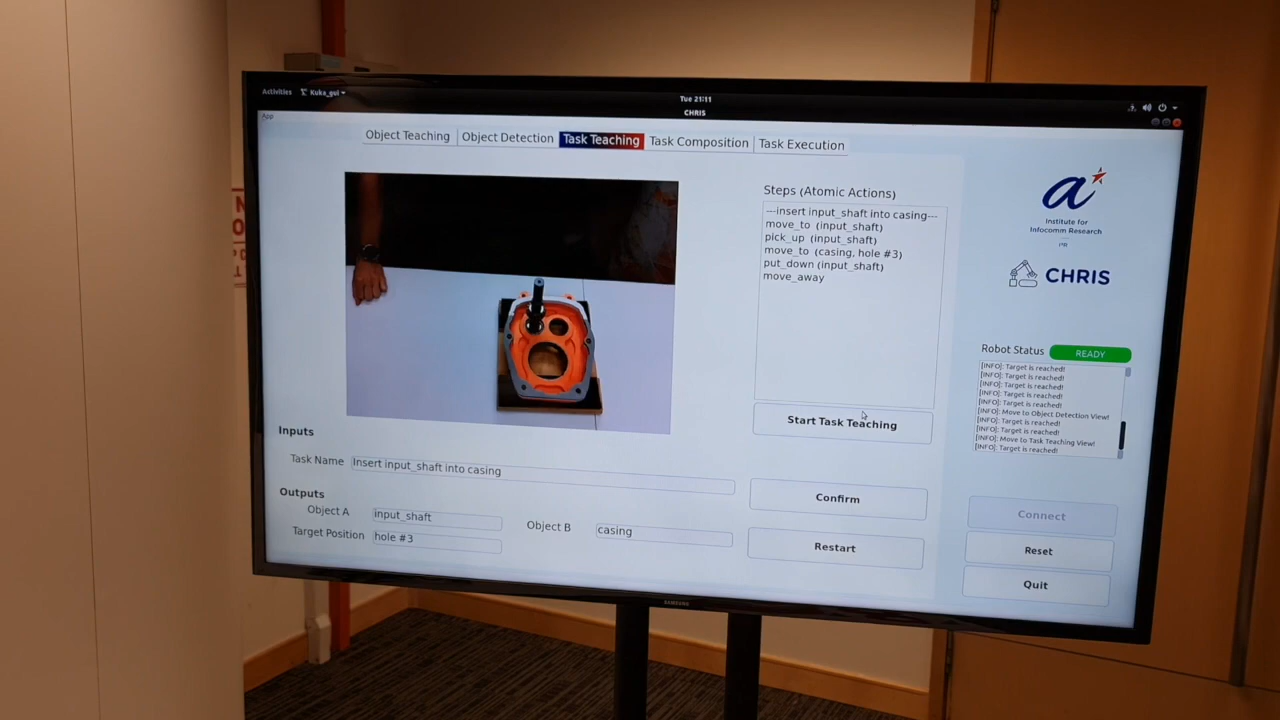 Activities Kuka_gui
Tue 21:11
CHRIS
App
Object Teaching Object Detection Task Teaching Task Composition Task Execution
Steps (Atomic Actions)
---insert input_shaft into casing---
move_to (input_shaft)
pick_up (input_shaft)
move_to (casing, hole #3)
put_down (input_shaft)
move_away
Start Task Teaching
Inputs
Task Name Insert input_shaft into casing
Outputs
Object A input_shaft
Object B casing
Target Position hole #3
Confirm
Restart
a
Institute for
Infocomm Research
I²R
CHRIS
Robot Status READY
[INFO]: Target is reached!
[INFO]: Target is reached!
[INFO]: Target is reached!
[INFO]: Target is reached!
[INFO]: Target is reached!
[INFO]: Move to Object Detection View!
[INFO]: Target is reached!
[INFO]: Target is reached!
[INFO]: Move to Task Teaching View!
[INFO]: Target is reached!
Connect
Reset
Quit
SAMSUNG